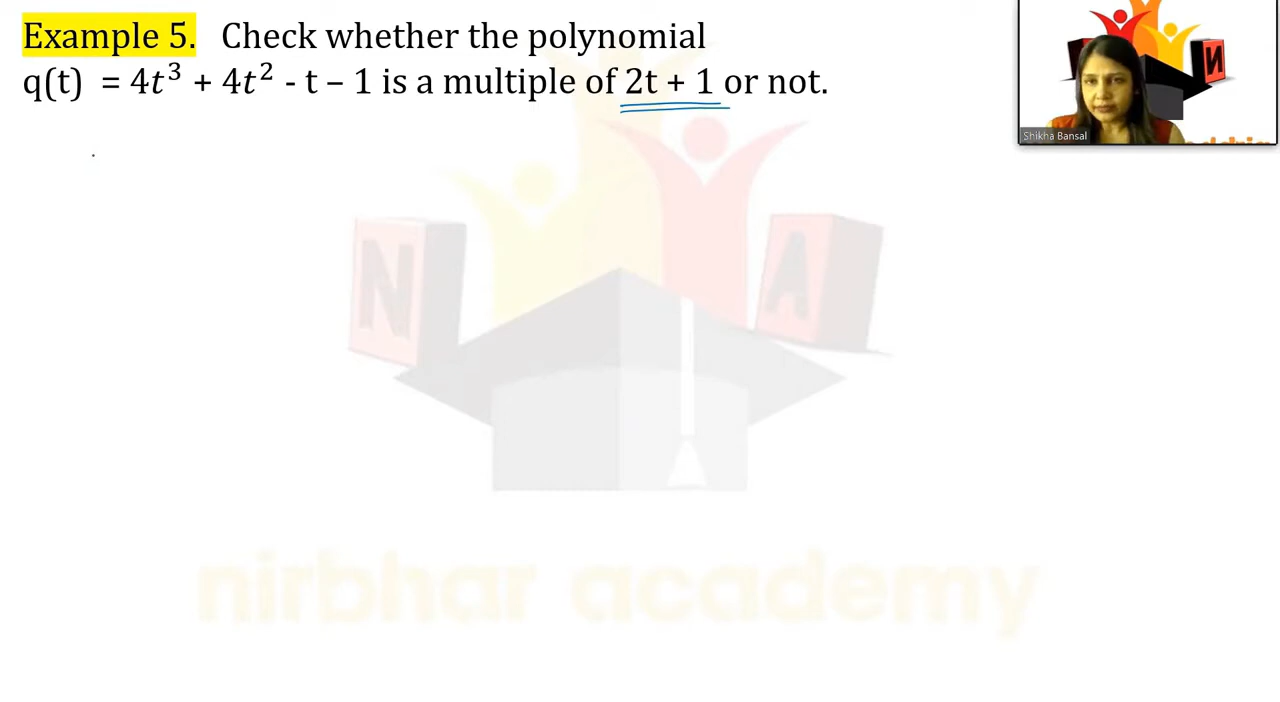 Example 5. Check whether the polynomial
q(t) = 4t³ + 4t² - t – 1 is a multiple of 2t + 1 or not.
Shikha Bansal
N
A
nirbhar academy